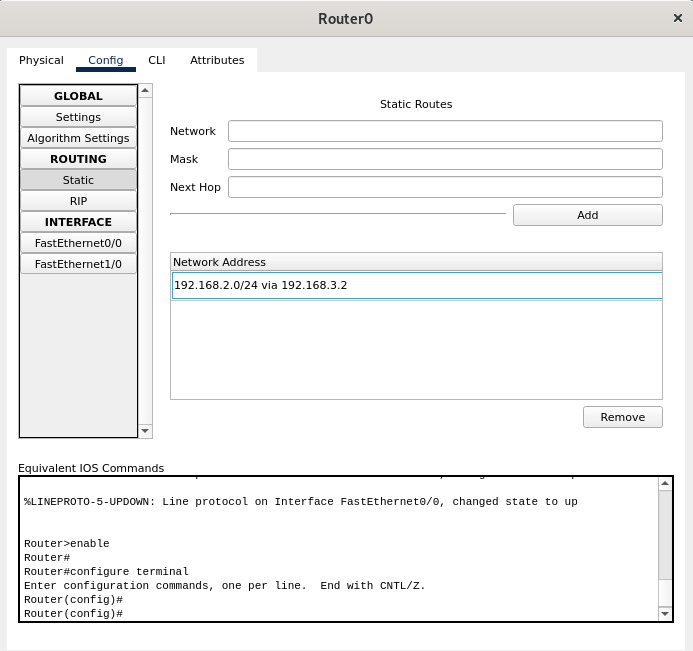 Router0
Physical Config CLI Attributes
GLOBAL
Settings
Algorithm Settings
ROUTING
Static
RIP
INTERFACE
FastEthernet0/0
FastEthernet1/0
Static Routes
Network
Mask
Next Hop
Add
Network Address
192.168.2.0/24 via 192.168.3.2
Remove
Equivalent IOS Commands
%LINEPROTO-5-UPDOWN: Line protocol on Interface FastEthernet0/0, changed state to up
Router>enable
Router#
Router#configure terminal
Enter configuration commands, one per line.  End with CNTL/Z.
Router(config)#
Router(config)#